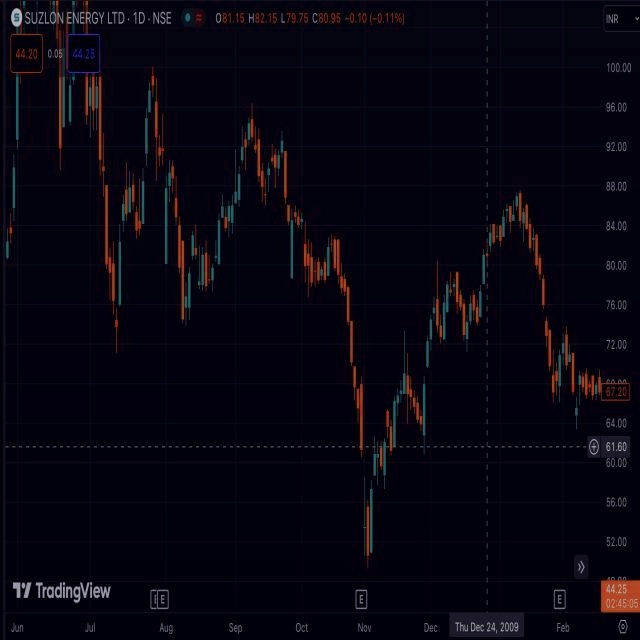 SUZLON ENERGY LTD · 1D · NSE
O81.15 H82.15 L79.75 C80.95 −0.10 (−0.11%)
INR
44.20 0.05 44.25
100.00
96.00
92.00
88.00
84.00
80.00
76.00
72.00
68.00
67.20
64.00
61.60
60.00
56.00
52.00
44.25
02:45:05
TradingView
E E E E
Jun Jul Aug Sep Oct Nov Dec Thu Dec 24, 2009 Feb